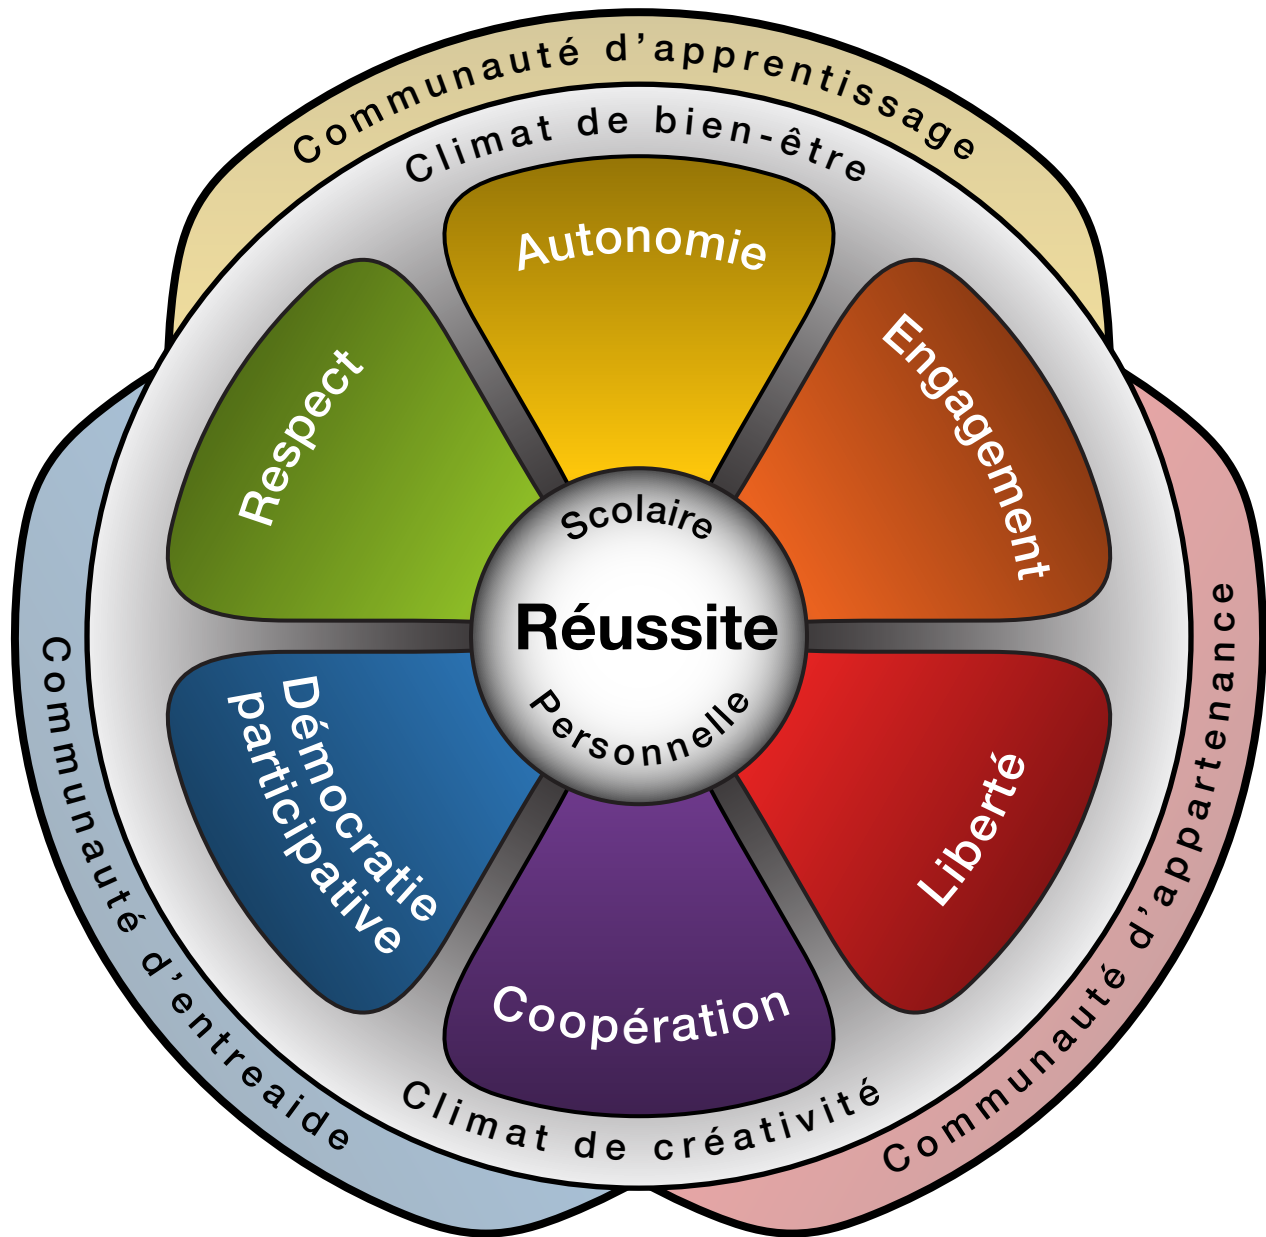 Communauté d'apprentissage
Climat de bien-être
Autonomie
Respect
Engagement
Scolaire
Réussite
Personnelle
Démocratie
participative
Liberté
Coopération
Climat de créativité
Communauté d'entreaide
Communauté d'appartenance